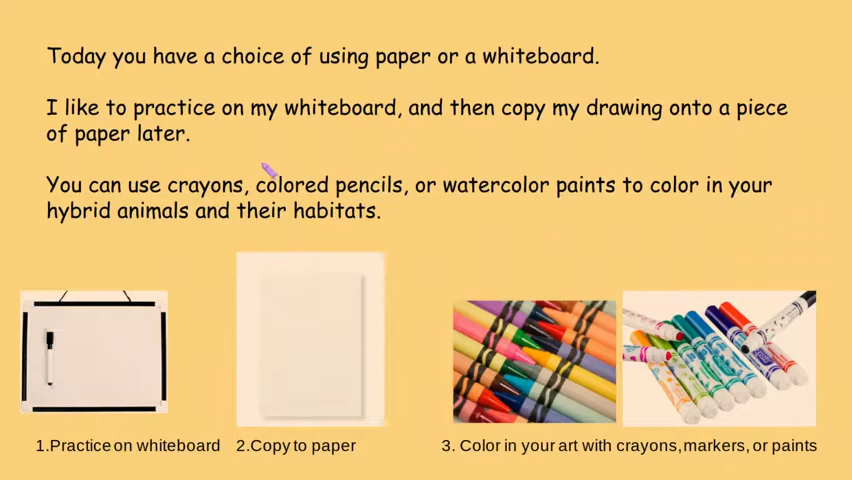 Today you have a choice of using paper or a whiteboard.
I like to practice on my whiteboard, and then copy my drawing onto a piece
of paper later.
You can use crayons, colored pencils, or watercolor paints to color in your
hybrid animals and their habitats.
1.Practice on whiteboard
2.Copy to paper
3. Color in your art with crayons, markers, or paints